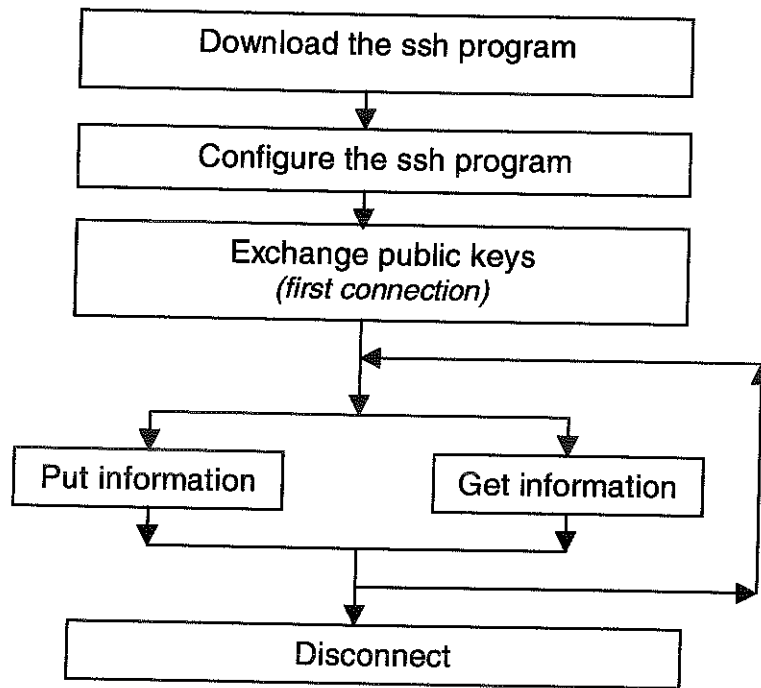 Download the ssh program
Configure the ssh program
Exchange public keys
(first connection)
Put information
Get information
Disconnect